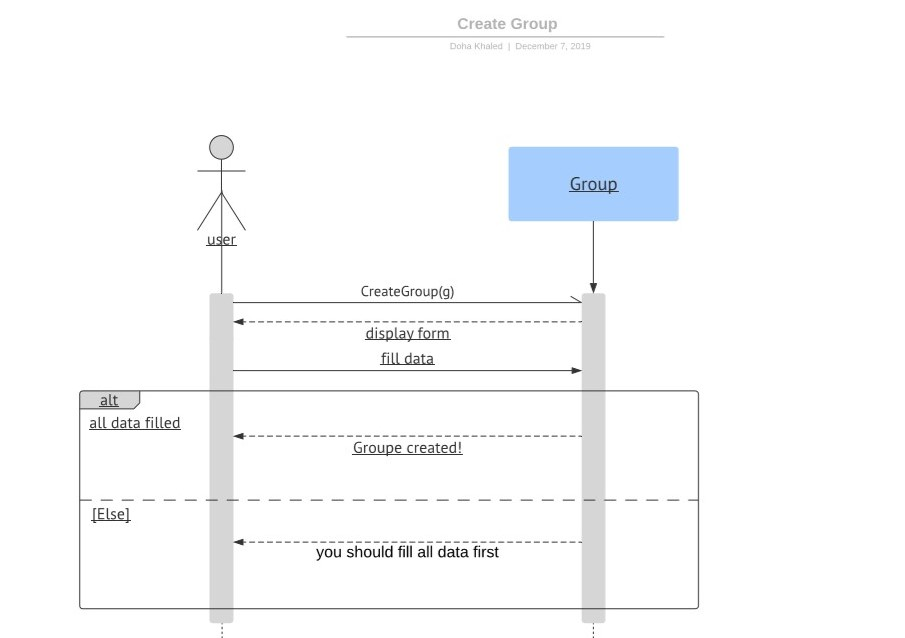 Create Group
Doha Khaled | December 7, 2019
Group
user
CreateGroup(g)
display form
fill data
alt
all data filled
Groupe created!
[Else]
you should fill all data first